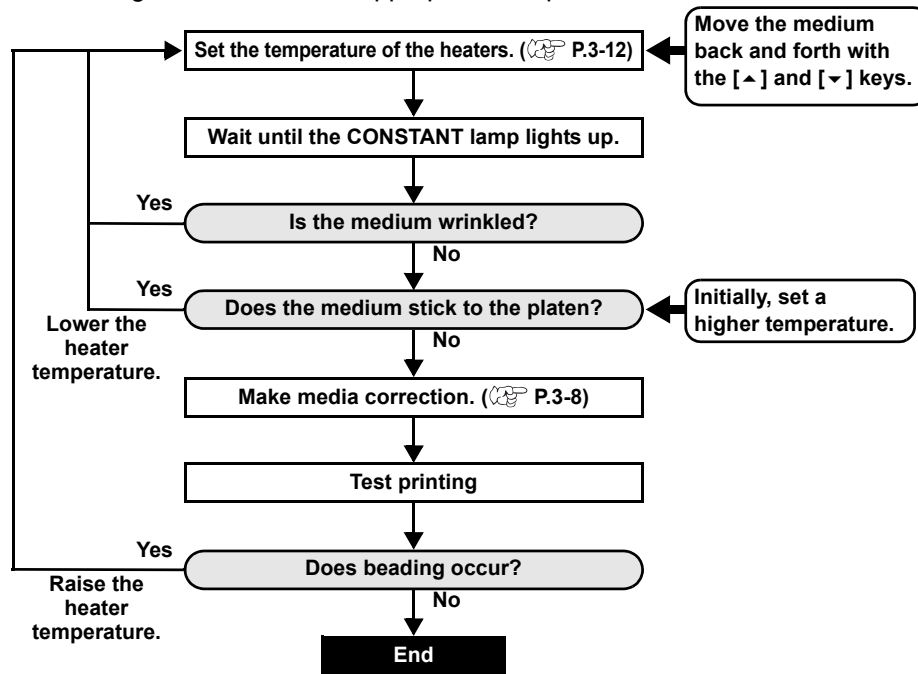 Set the temperature of the heaters. ( P.3-12)
Move the medium
back and forth with
the [ ] and [ ] keys.
Wait until the CONSTANT lamp lights up.
Yes
Is the medium wrinkled?
No
Yes
Does the medium stick to the platen?
Initially, set a
higher temperature.
Lower the
heater
temperature.
No
Make media correction. ( P.3-8)
Test printing
Yes
Does beading occur?
Raise the
heater
temperature.
No
End